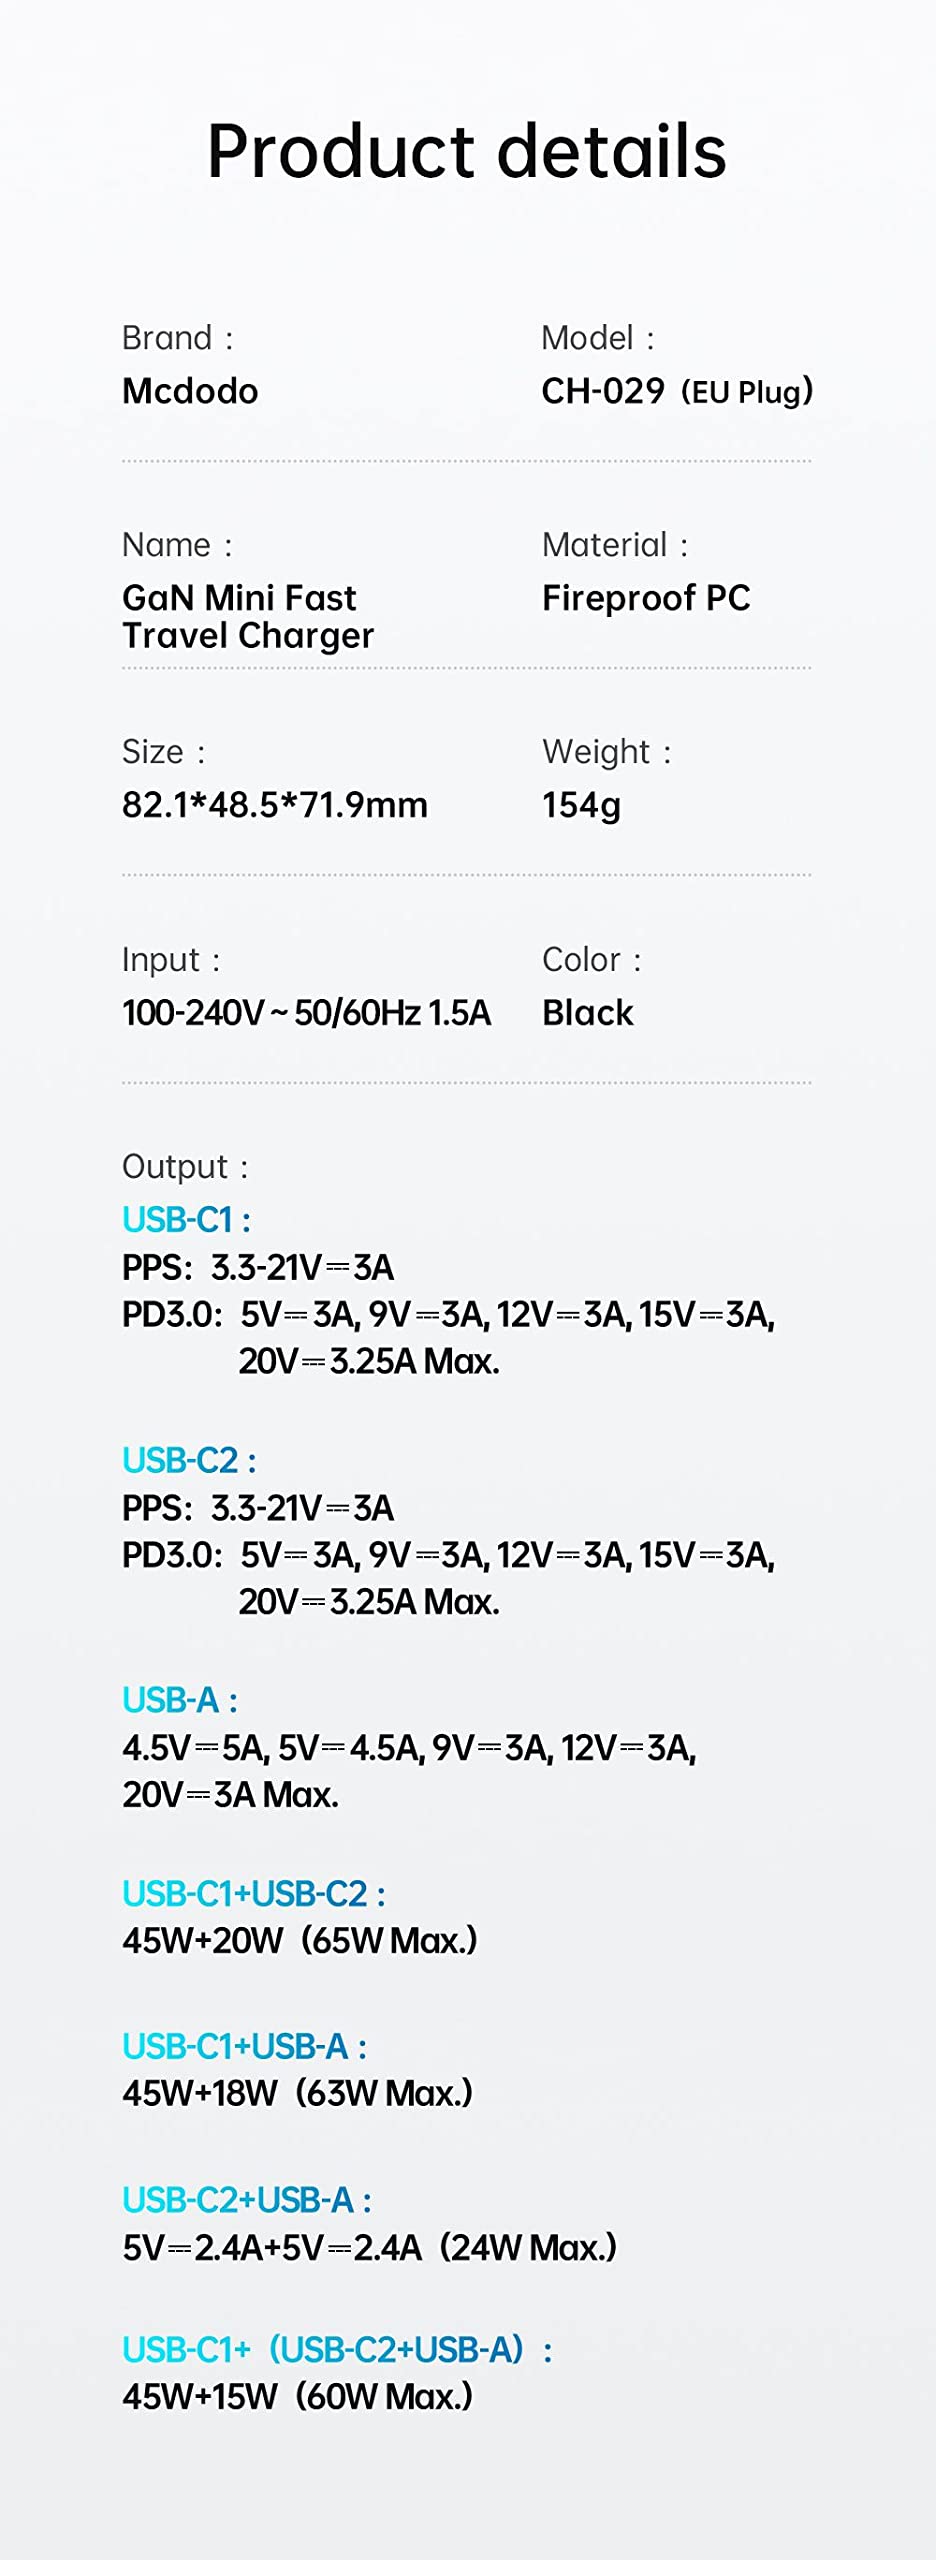 Product details
Brand :
Model :
Mcdodo
CH-029 (EU Plug)
Name :
Material :
GaN Mini Fast
Travel Charger
Fireproof PC
Size :
Weight :
82.1*48.5*71.9mm
154g
Input :
Color :
100-240V ~ 50/60Hz 1.5A
Black
Output :
USB-C1 :
PPS: 3.3-21V⎓3A
PD3.0: 5V⎓3A, 9V⎓3A, 12V⎓3A, 15V⎓3A,
20V⎓3.25A Max.
USB-C2 :
PPS: 3.3-21V⎓3A
PD3.0: 5V⎓3A, 9V⎓3A, 12V⎓3A, 15V⎓3A,
20V⎓3.25A Max.
USB-A :
4.5V⎓5A, 5V⎓4.5A, 9V⎓3A, 12V⎓3A,
20V⎓3A Max.
USB-C1+USB-C2 :
45W+20W (65W Max.)
USB-C1+USB-A :
45W+18W (63W Max.)
USB-C2+USB-A :
5V⎓2.4A+5V⎓2.4A (24W Max.)
USB-C1+ (USB-C2+USB-A) :
45W+15W (60W Max.)